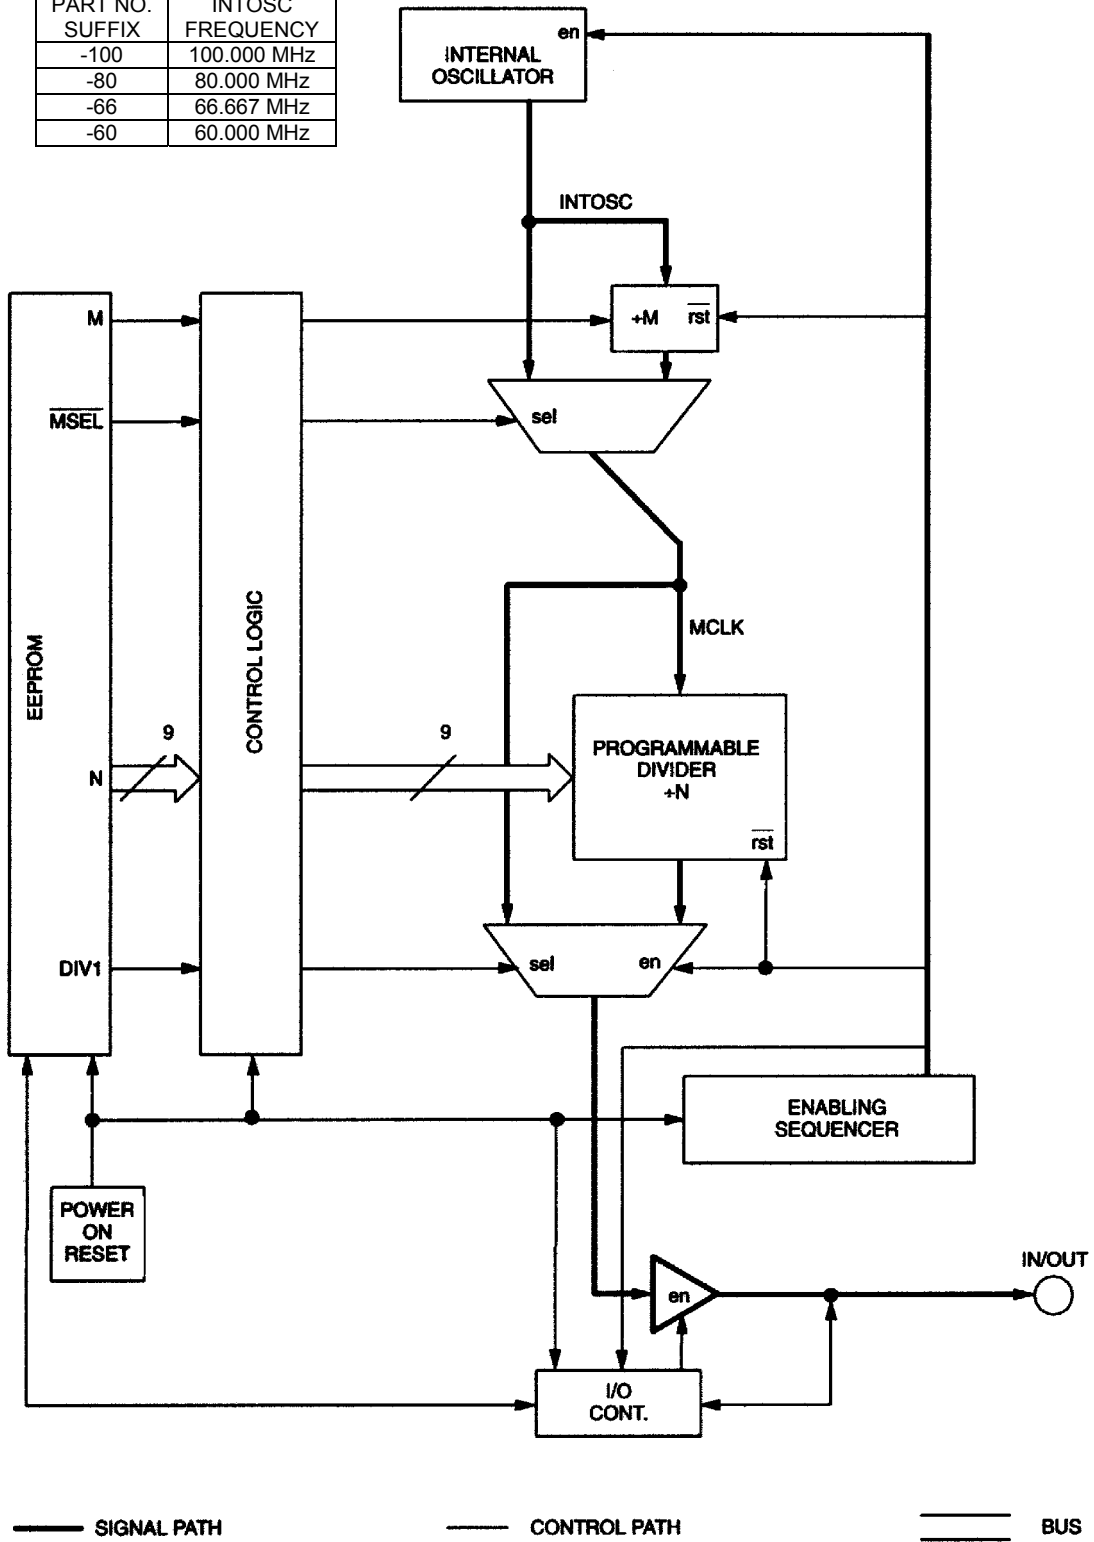 PART NO. INTOSC
SUFFIX FREQUENCY
-100 100.000 MHz
-80 80.000 MHz
-66 66.667 MHz
-60 60.000 MHz
en
INTERNAL
OSCILLATOR
INTOSC
M
÷M rst
MSEL
sel
MCLK
EEPROM
CONTROL LOGIC
9
9
N
PROGRAMMABLE
DIVIDER
÷N
rst
DIV1
sel en
ENABLING
SEQUENCER
POWER
ON
RESET
IN/OUT
en
I/O
CONT.
SIGNAL PATH CONTROL PATH BUS